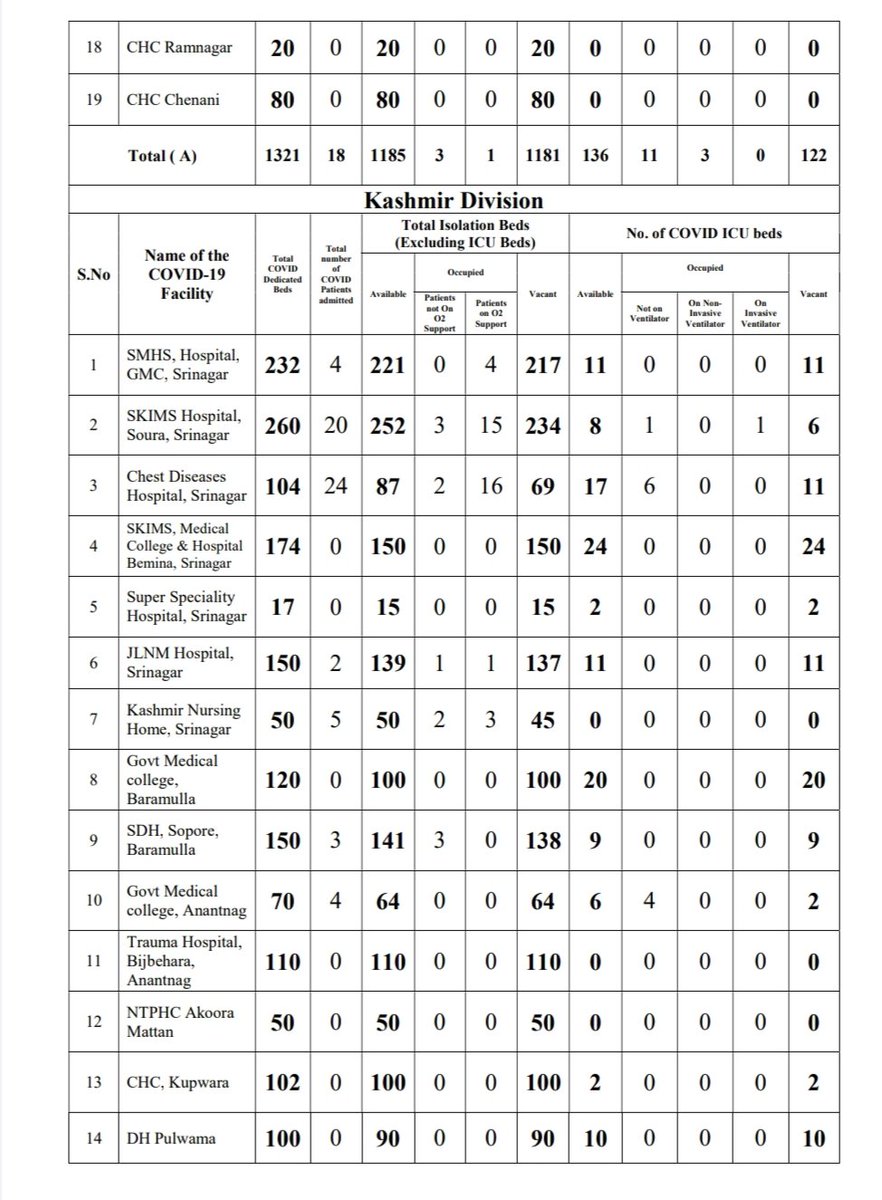 18 CHC Ramnagar 20 0 20 0 0 20 0 0 0 0 0
19 CHC Chenani 80 0 80 0 0 80 0 0 0 0 0
Total ( A) 1321 18 1185 3 1 1181 136 11 3 0 122
Kashmir Division
S.No
Name of the
COVID-19
Facility
Total
COVID
Dedicated
Beds
Total
number
of
COVID
Patients
admitted
Total Isolation Beds
(Excluding ICU Beds)
No. of COVID ICU beds
Available
Occupied
Patients
not On
O2
Support
Patients
on O2
Support
Vacant
Available
Occupied
Not on
Ventilator
On Non-
Invasive
Ventilator
On
Invasive
Ventilator
Vacant
1 SMHS, Hospital,
GMC, Srinagar 232 4 221 0 4 217 11 0 0 0 11
2 SKIMS Hospital,
Soura, Srinagar 260 20 252 3 15 234 8 1 0 1 6
3 Chest Diseases
Hospital, Srinagar 104 24 87 2 16 69 17 6 0 0 11
4 SKIMS, Medical
College & Hospital
Bemina, Srinagar 174 0 150 0 0 150 24 0 0 0 24
5 Super Speciality
Hospital, Srinagar 17 0 15 0 0 15 2 0 0 0 2
6 JLNM Hospital,
Srinagar 150 2 139 1 1 137 11 0 0 0 11
7 Kashmir Nursing
Home, Srinagar 50 5 50 2 3 45 0 0 0 0 0
8 Govt Medical
college,
Baramulla 120 0 100 0 0 100 20 0 0 0 20
9 SDH, Sopore,
Baramulla 150 3 141 3 0 138 9 0 0 0 9
10 Govt Medical
college, Anantnag 70 4 64 0 0 64 6 4 0 0 2
11 Trauma Hospital,
Bijbehara,
Anantnag 110 0 110 0 0 110 0 0 0 0 0
12 NTPHC Akoora
Mattan 50 0 50 0 0 50 0 0 0 0 0
13 CHC, Kupwara 102 0 100 0 0 100 2 0 0 0 2
14 DH Pulwama 100 0 90 0 0 90 10 0 0 0 10